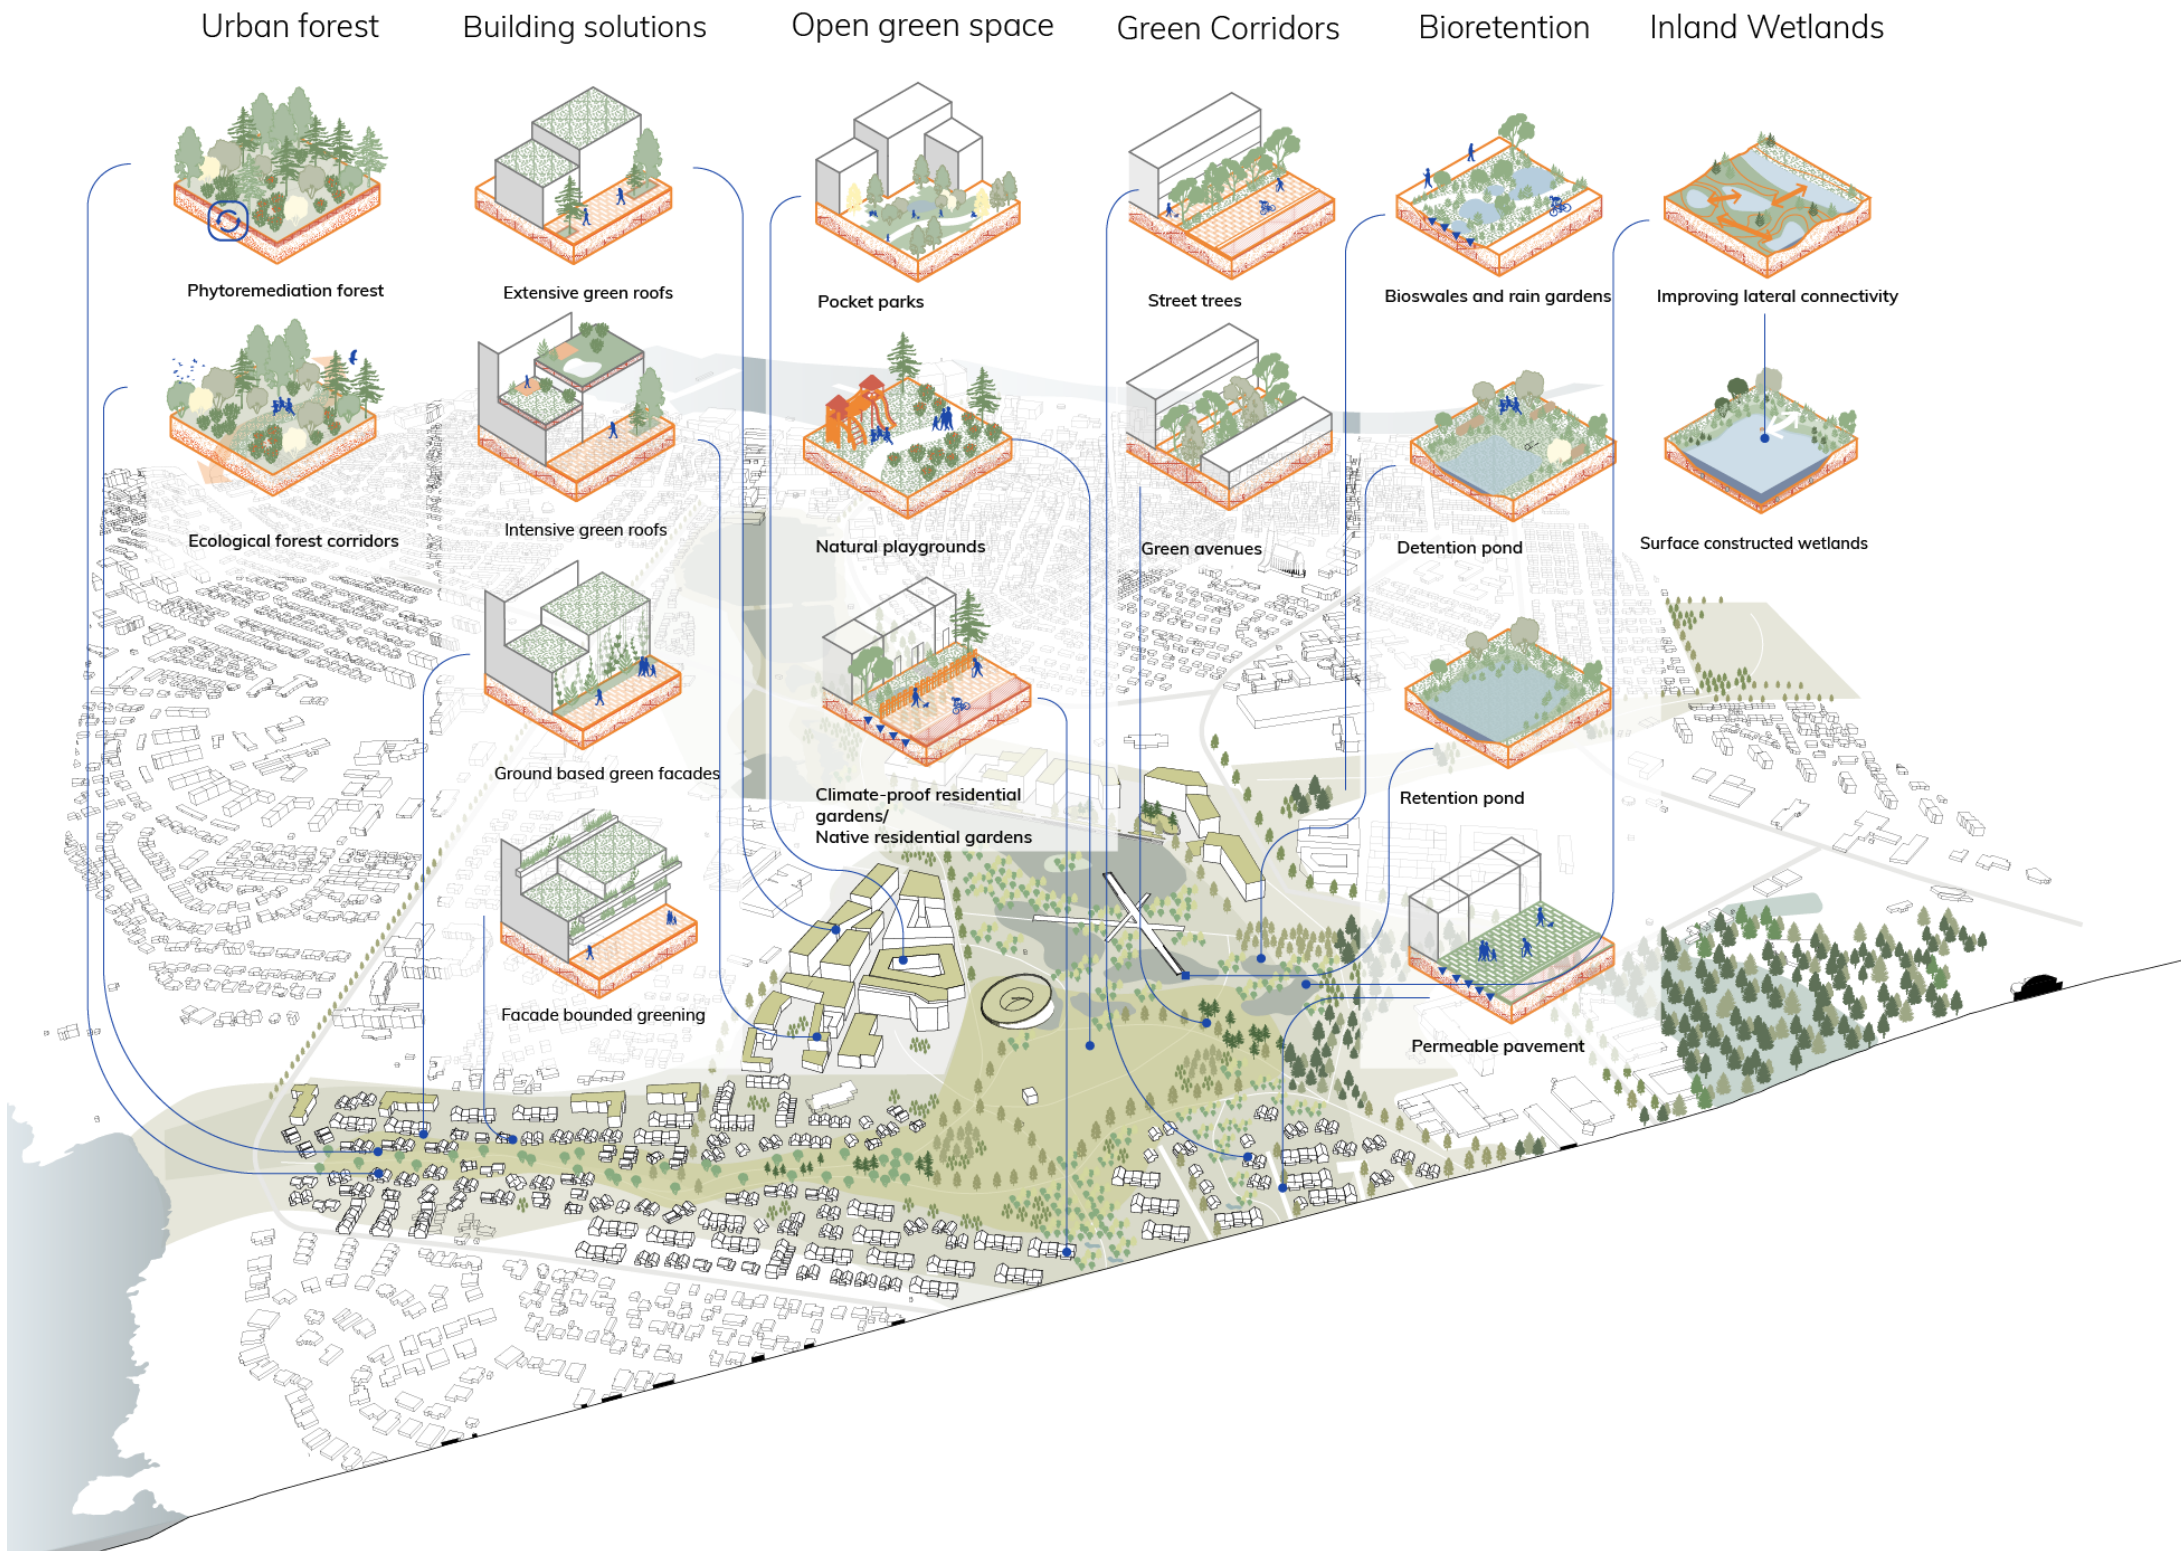 Urban forest
Building solutions
Open green space
Green Corridors
Bioretention
Inland Wetlands
Phytoremediation forest
Extensive green roofs
Pocket parks
Street trees
Bioswales and rain gardens
Improving lateral connectivity
Ecological forest corridors
Intensive green roofs
Natural playgrounds
Green avenues
Detention pond
Surface constructed wetlands
Ground based green facades
Climate-proof residential
gardens/
Native residential gardens
Retention pond
Facade bounded greening
Permeable pavement